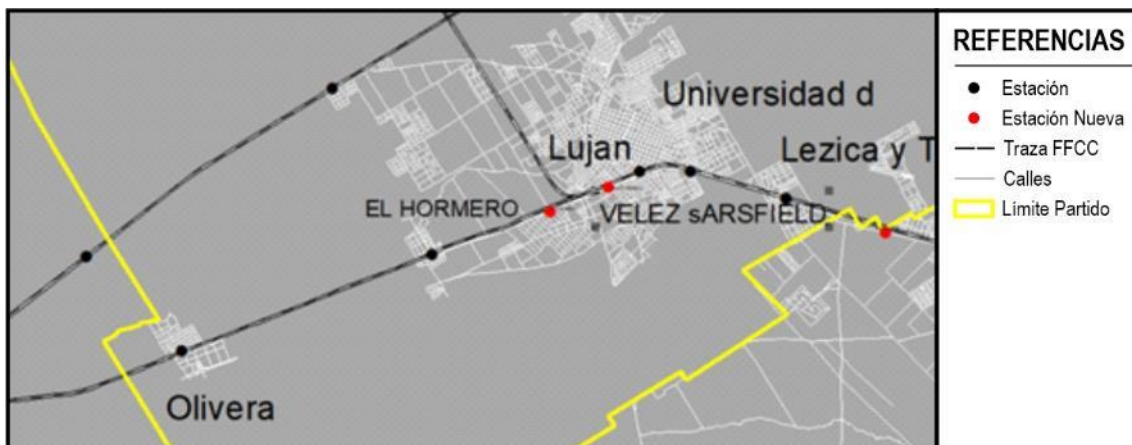 Universidad d
Lujan
Lezica y T
EL HORMERO
VELEZ sARSFIELD
Olivera
REFERENCIAS
Estación
Estación Nueva
Traza FFCC
Calles
Límite Partido